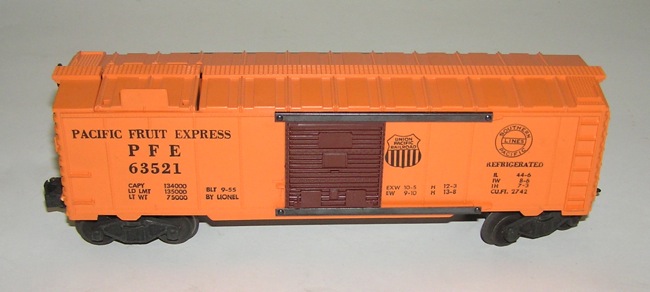 PACIFIC FRUIT EXPRESS
PFE
63521
CAPY 134000
LD LMT 135000
LT WT 75000
BLT 9-55
BY LIONEL
UNION
PACIFIC
RAILROAD
EXW 10-5 H 12-3
EW 9-10 H 13-8
SOUTHERN
LINES
PACIFIC
REFRIGERATED
IL 44-6
IW 8-6
IH 7-3
CU.FT. 2742